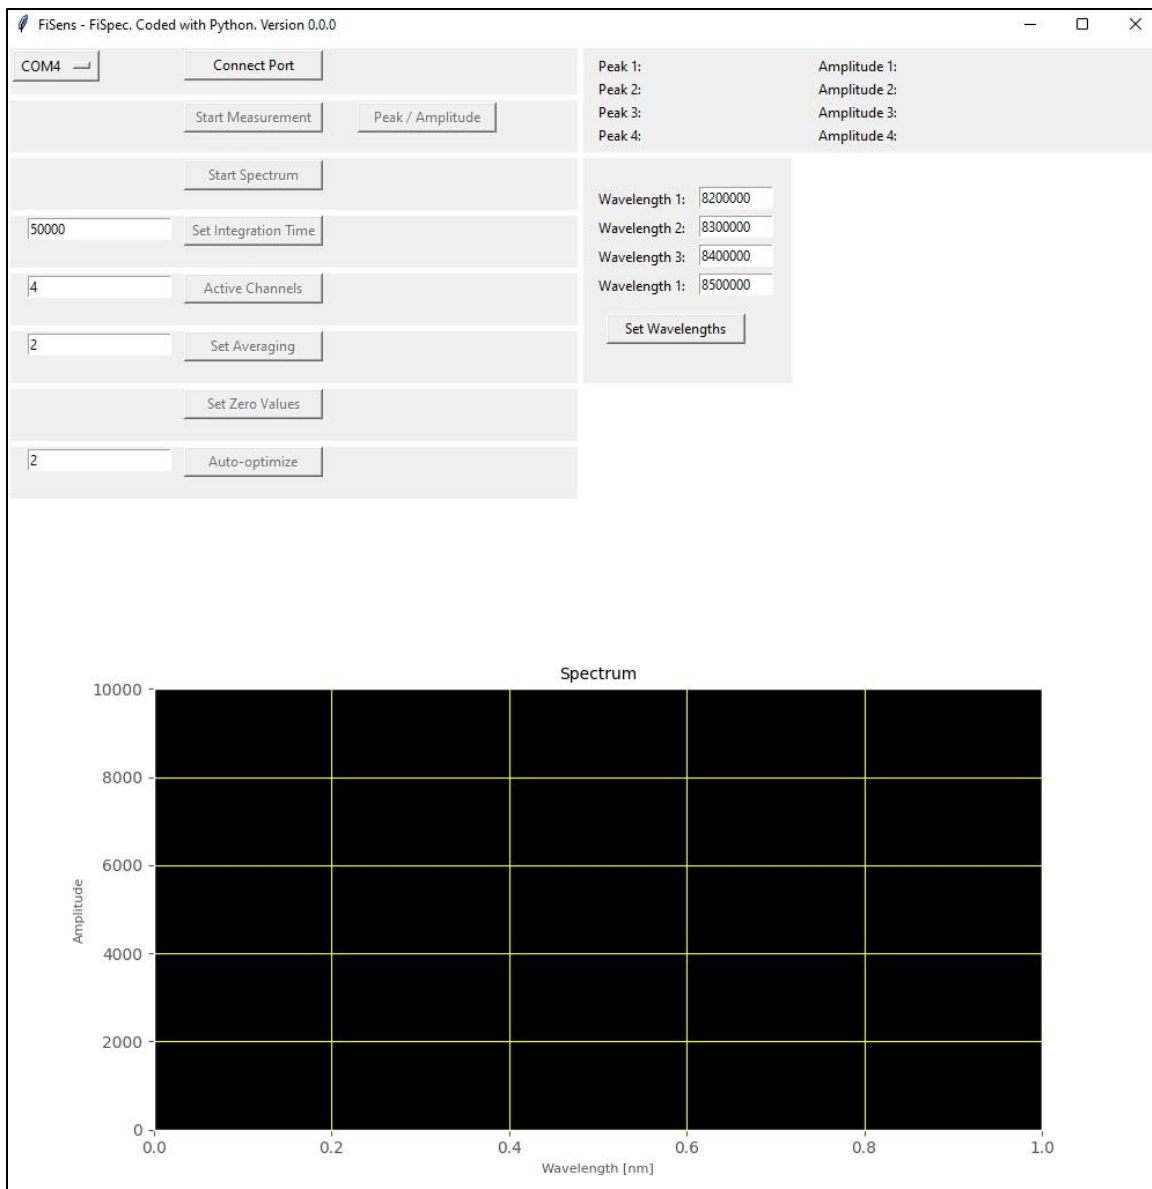 FiSens - FiSpec. Coded with Python. Version 0.0.0
COM4 Connect Port
Start Measurement Peak / Amplitude
Start Spectrum
50000 Set Integration Time
4 Active Channels
2 Set Averaging
Set Zero Values
2 Auto-optimize
Peak 1: Amplitude 1:
Peak 2: Amplitude 2:
Peak 3: Amplitude 3:
Peak 4: Amplitude 4:
Wavelength 1: 8200000
Wavelength 2: 8300000
Wavelength 3: 8400000
Wavelength 1: 8500000
Set Wavelengths
Spectrum
10000
8000
6000
4000
2000
0
Amplitude
0.0 0.2 0.4 0.6 0.8 1.0
Wavelength [nm]